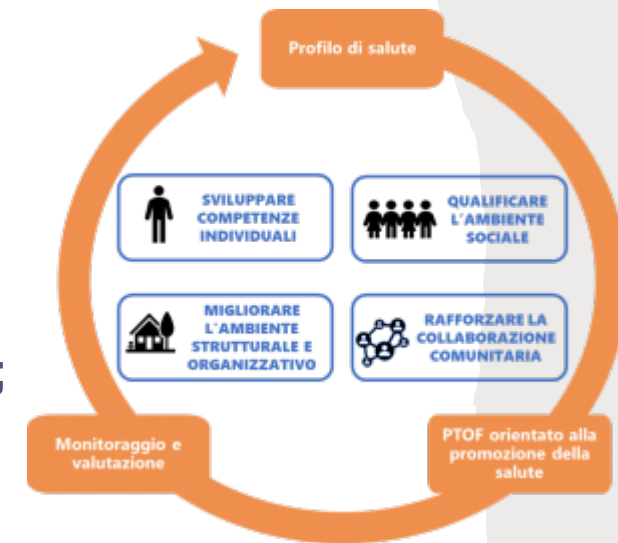 Profilo di salute
SVILUPPARE
COMPETENZE
INDIVIDUALI
QUALIFICARE
L'AMBIENTE
SOCIALE
MIGLIORARE
L'AMBIENTE
STRUTTURALE E
ORGANIZZATIVO
RAFFORZARE LA
COLLABORAZIONE
COMUNITARIA
Monitoraggio e
valutazione
PTOF orientato alla
promozione della
salute